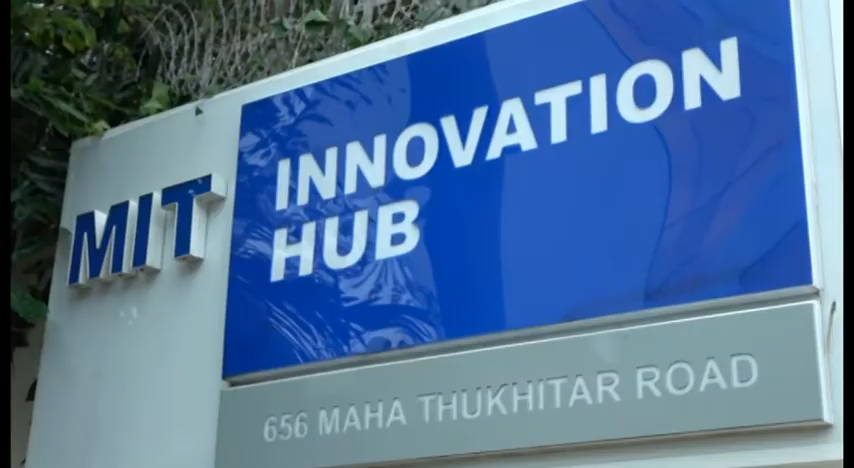 MIT
INNOVATION
HUB
656 MAHA THUKHITAR ROAD